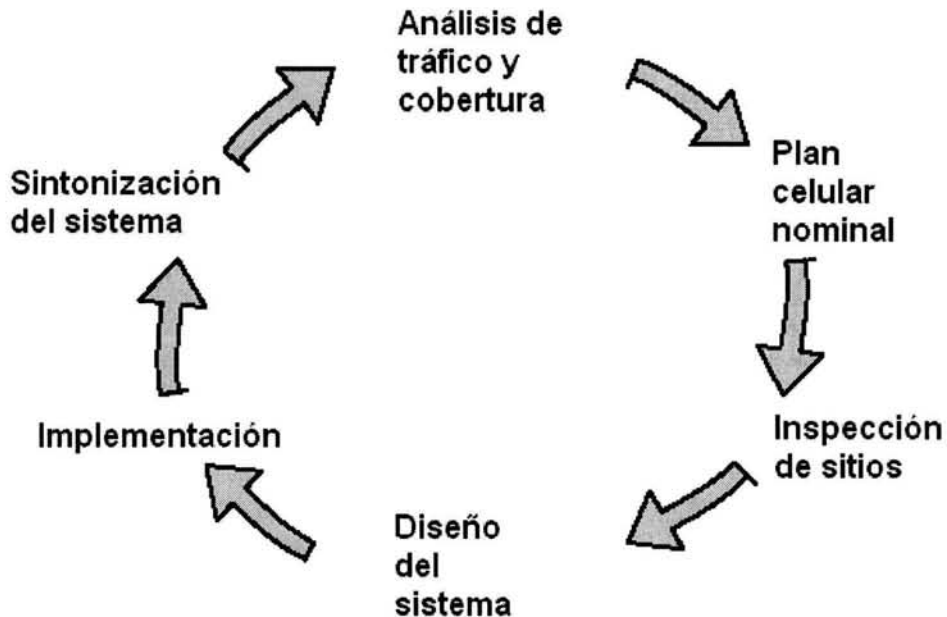 Análisis de
tráfico y
cobertura
Plan
celular
nominal
Inspección
de sitios
Diseño
del
sistema
Implementación
Sintonización
del sistema